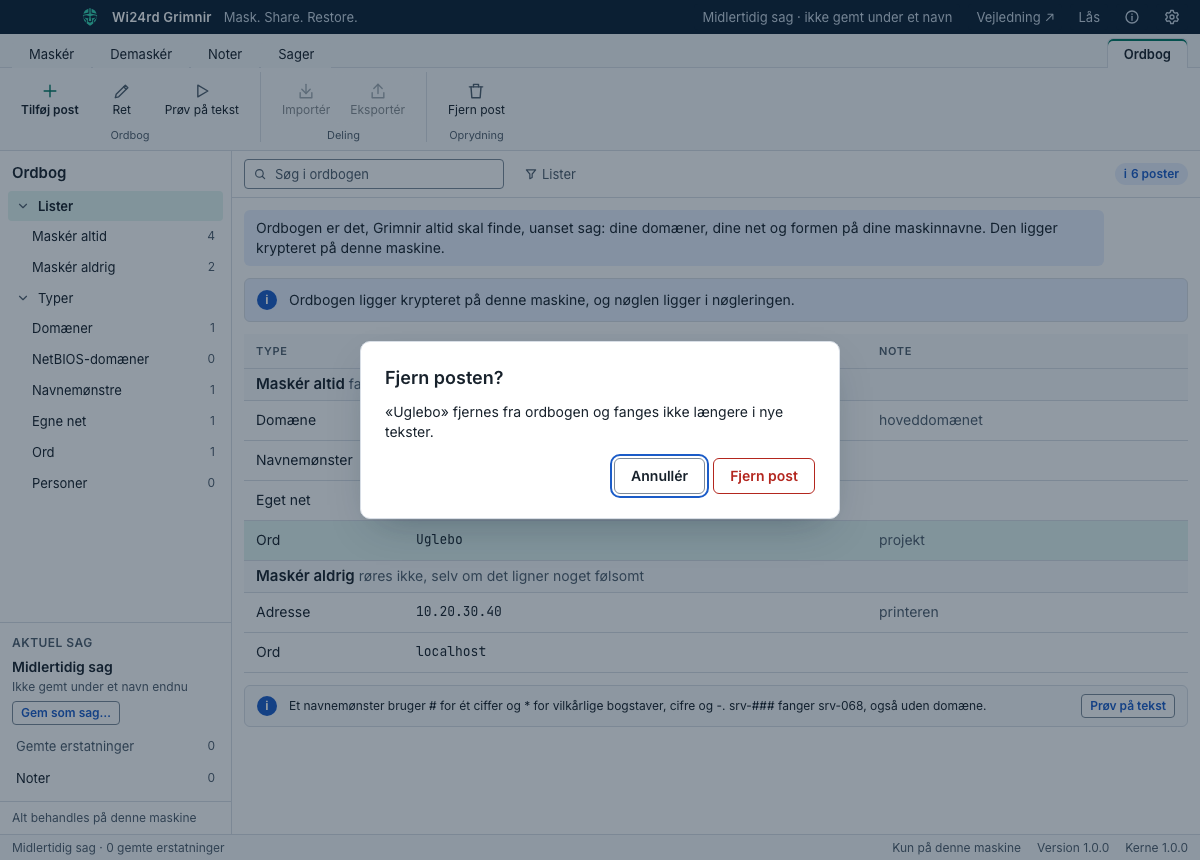 Wi24rd Grimnir Mask. Share. Restore. Midlertidig sag · ikke gemt under et navn Vejledning ↗ Lås
Maskér Demaskér Noter Sager Ordbog
Tilføj post Ret Prøv på tekst Importér Eksportér Fjern post
Ordbog Deling Oprydning
Ordbog
Lister
Maskér altid 4
Maskér aldrig 2
Typer
Domæner 1
NetBIOS-domæner 0
Navnemønstre 1
Egne net 1
Ord 1
Personer 0
AKTUEL SAG
Midlertidig sag
Ikke gemt under et navn endnu
Gem som sag...
Gemte erstatninger 0
Noter 0
Alt behandles på denne maskine
Søg i ordbogen Lister i 6 poster
Ordbogen er det, Grimnir altid skal finde, uanset sag: dine domæner, dine net og formen på dine maskinnavne. Den ligger
krypteret på denne maskine.
Ordbogen ligger krypteret på denne maskine, og nøglen ligger i nøgleringen.
TYPE NOTE
Maskér altid
Domæne hoveddomænet
Navnemønster
Eget net
Ord Uglebo projekt
Maskér aldrig røres ikke, selv om det ligner noget følsomt
Adresse 10.20.30.40 printeren
Ord localhost
Et navnemønster bruger # for ét ciffer og * for vilkårlige bogstaver, cifre og -. srv-### fanger srv-068, også uden domæne. Prøv på tekst
Fjern posten?
«Uglebo» fjernes fra ordbogen og fanges ikke længere i nye
tekster.
Annullér Fjern post
Midlertidig sag · 0 gemte erstatninger Kun på denne maskine Version 1.0.0 Kerne 1.0.0